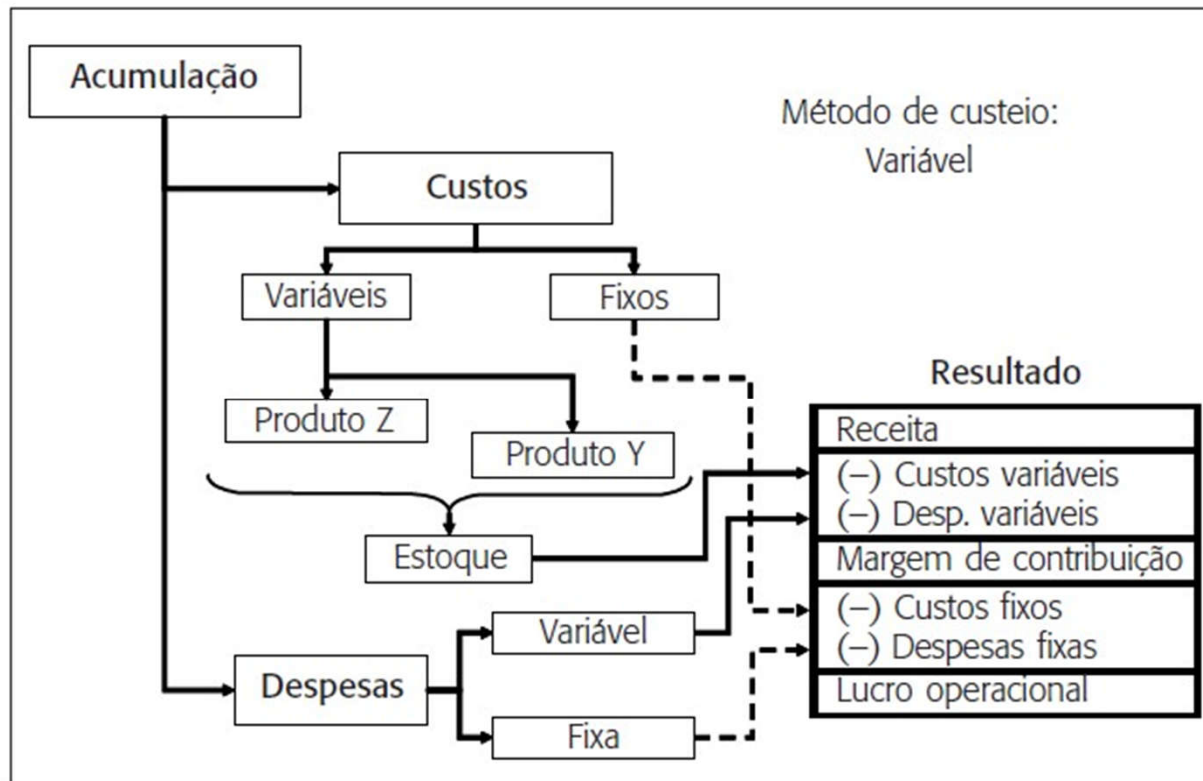 Acumulação
Método de custeio:
Variável
Custos
Variáveis
Fixos
Produto Z
Produto Y
Estoque
Despesas
Variável
Fixa
Resultado
Receita
(–) Custos variáveis
(–) Desp. variáveis
Margem de contribuição
(–) Custos fixos
(–) Despesas fixas
Lucro operacional